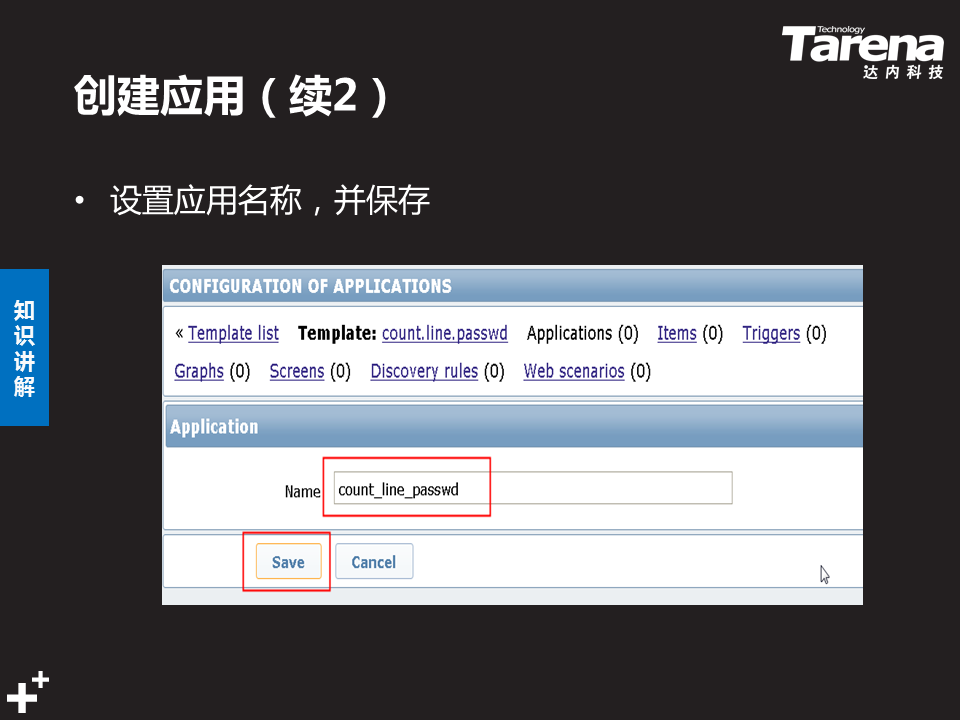 Technology
Tarena
达内科技
创建应用（续2）
• 设置应用名称，并保存
知识讲解
CONFIGURATION OF APPLICATIONS
« Template list Template: count.line.passwd Applications (0) Items (0) Triggers (0)
Graphs (0) Screens (0) Discovery rules (0) Web scenarios (0)
Application
Name count_line_passwd
Save Cancel